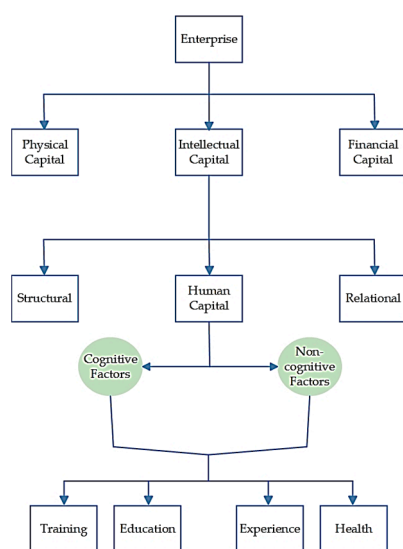 Enterprise
Physical
Capital
Intellectual
Capital
Financial
Capital
Structural
Human
Capital
Relational
Cognitive
Factors
Non-
cognitive
Factors
Training
Education
Experience
Health